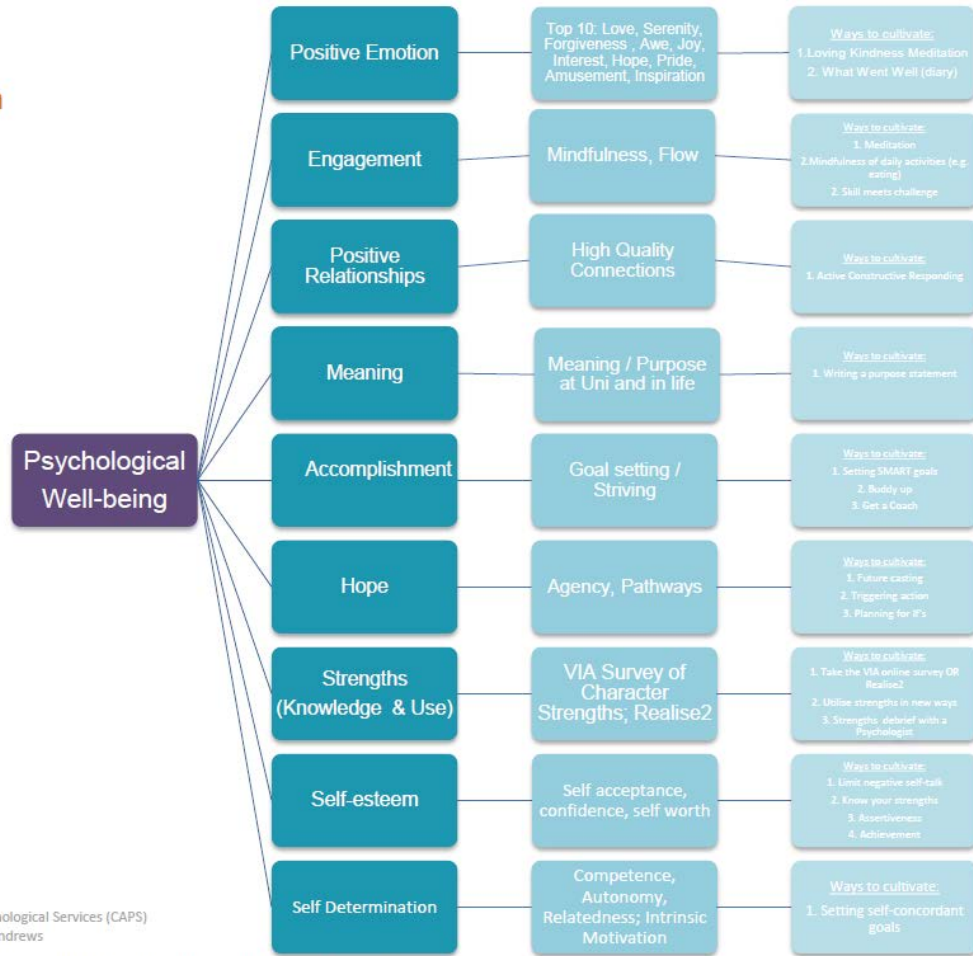 Psychological
Well-being
Positive Emotion
Top 10: Love, Serenity,
Forgiveness , Awe, Joy,
Interest, Hope, Pride,
Amusement, Inspiration
Ways to cultivate:
1.Loving Kindness Meditation
2. What Went Well (diary)
Engagement
Mindfulness, Flow
Ways to cultivate:
1. Meditation
2.Mindfulness of daily activities (e.g.
eating)
2. Skill meets challenge
Positive
Relationships
High Quality
Connections
Ways to cultivate:
1. Active Constructive Responding
Meaning
Meaning / Purpose
at Uni and in life
Ways to cultivate:
1. Writing a purpose statement
Accomplishment
Goal setting /
Striving
Ways to cultivate:
1. Setting SMART goals
2. Buddy up
3. Get a Coach
Hope
Agency, Pathways
Ways to cultivate:
1. Future casting
2. Triggering action
3. Planning for If's
Strengths
(Knowledge & Use)
VIA Survey of
Character
Strengths; Realise2
Ways to cultivate:
1. Take the VIA online survey OR
Realise2
2. Utilise strengths in new ways
3. Strengths debrief with a
Psychologist
Self-esteem
Self acceptance,
confidence, self worth
Ways to cultivate:
1. Limit negative self-talk
2. Know your strengths
3. Assertiveness
4. Achievement
Self Determination
Competence,
Autonomy,
Relatedness; Intrinsic
Motivation
Ways to cultivate:
1. Setting self-concordant
goals
hological Services (CAPS)
ndrews